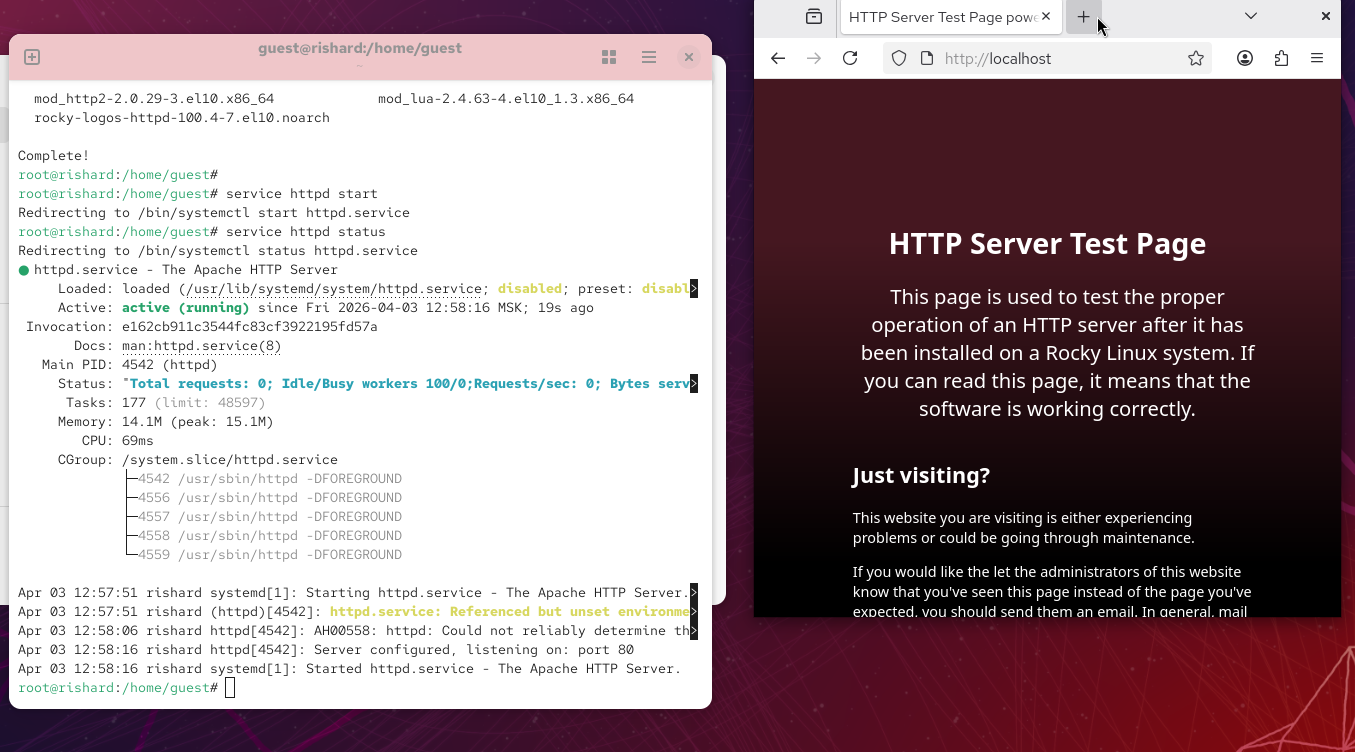 guest@rishard:/home/guest
~
mod_http2-2.0.29-3.el10.x86_64 mod_lua-2.4.63-4.el10_1.3.x86_64
rocky-logos-httpd-100.4-7.el10.noarch
Complete!
root@rishard:/home/guest#
root@rishard:/home/guest# service httpd start
Redirecting to /bin/systemctl start httpd.service
root@rishard:/home/guest# service httpd status
Redirecting to /bin/systemctl status httpd.service
● httpd.service - The Apache HTTP Server
Loaded: loaded (/usr/lib/systemd/system/httpd.service; disabled; preset: disabl>
Active: active (running) since Fri 2026-04-03 12:58:16 MSK; 19s ago
Invocation: e162cb911c3544fc83cf3922195fd57a
Docs: man:httpd.service(8)
Main PID: 4542 (httpd)
Status: "Total requests: 0; Idle/Busy workers 100/0;Requests/sec: 0; Bytes serv>
Tasks: 177 (limit: 48597)
Memory: 14.1M (peak: 15.1M)
CPU: 69ms
CGroup: /system.slice/httpd.service
├─4542 /usr/sbin/httpd -DFOREGROUND
├─4556 /usr/sbin/httpd -DFOREGROUND
├─4557 /usr/sbin/httpd -DFOREGROUND
├─4558 /usr/sbin/httpd -DFOREGROUND
└─4559 /usr/sbin/httpd -DFOREGROUND
Apr 03 12:57:51 rishard systemd[1]: Starting httpd.service - The Apache HTTP Server.>
Apr 03 12:57:51 rishard (httpd)[4542]: httpd.service: Referenced but unset environme>
Apr 03 12:58:06 rishard httpd[4542]: AH00558: httpd: Could not reliably determine th>
Apr 03 12:58:16 rishard httpd[4542]: Server configured, listening on: port 80
Apr 03 12:58:16 rishard systemd[1]: Started httpd.service - The Apache HTTP Server.
root@rishard:/home/guest#
HTTP Server Test Page powe
http://localhost
HTTP Server Test Page
This page is used to test the proper
operation of an HTTP server after it has
been installed on a Rocky Linux system. If
you can read this page, it means that the
software is working correctly.
Just visiting?
This website you are visiting is either experiencing
problems or could be going through maintenance.
If you would like the let the administrators of this website
know that you've seen this page instead of the page you've
expected, you should send them an email. In general, mail